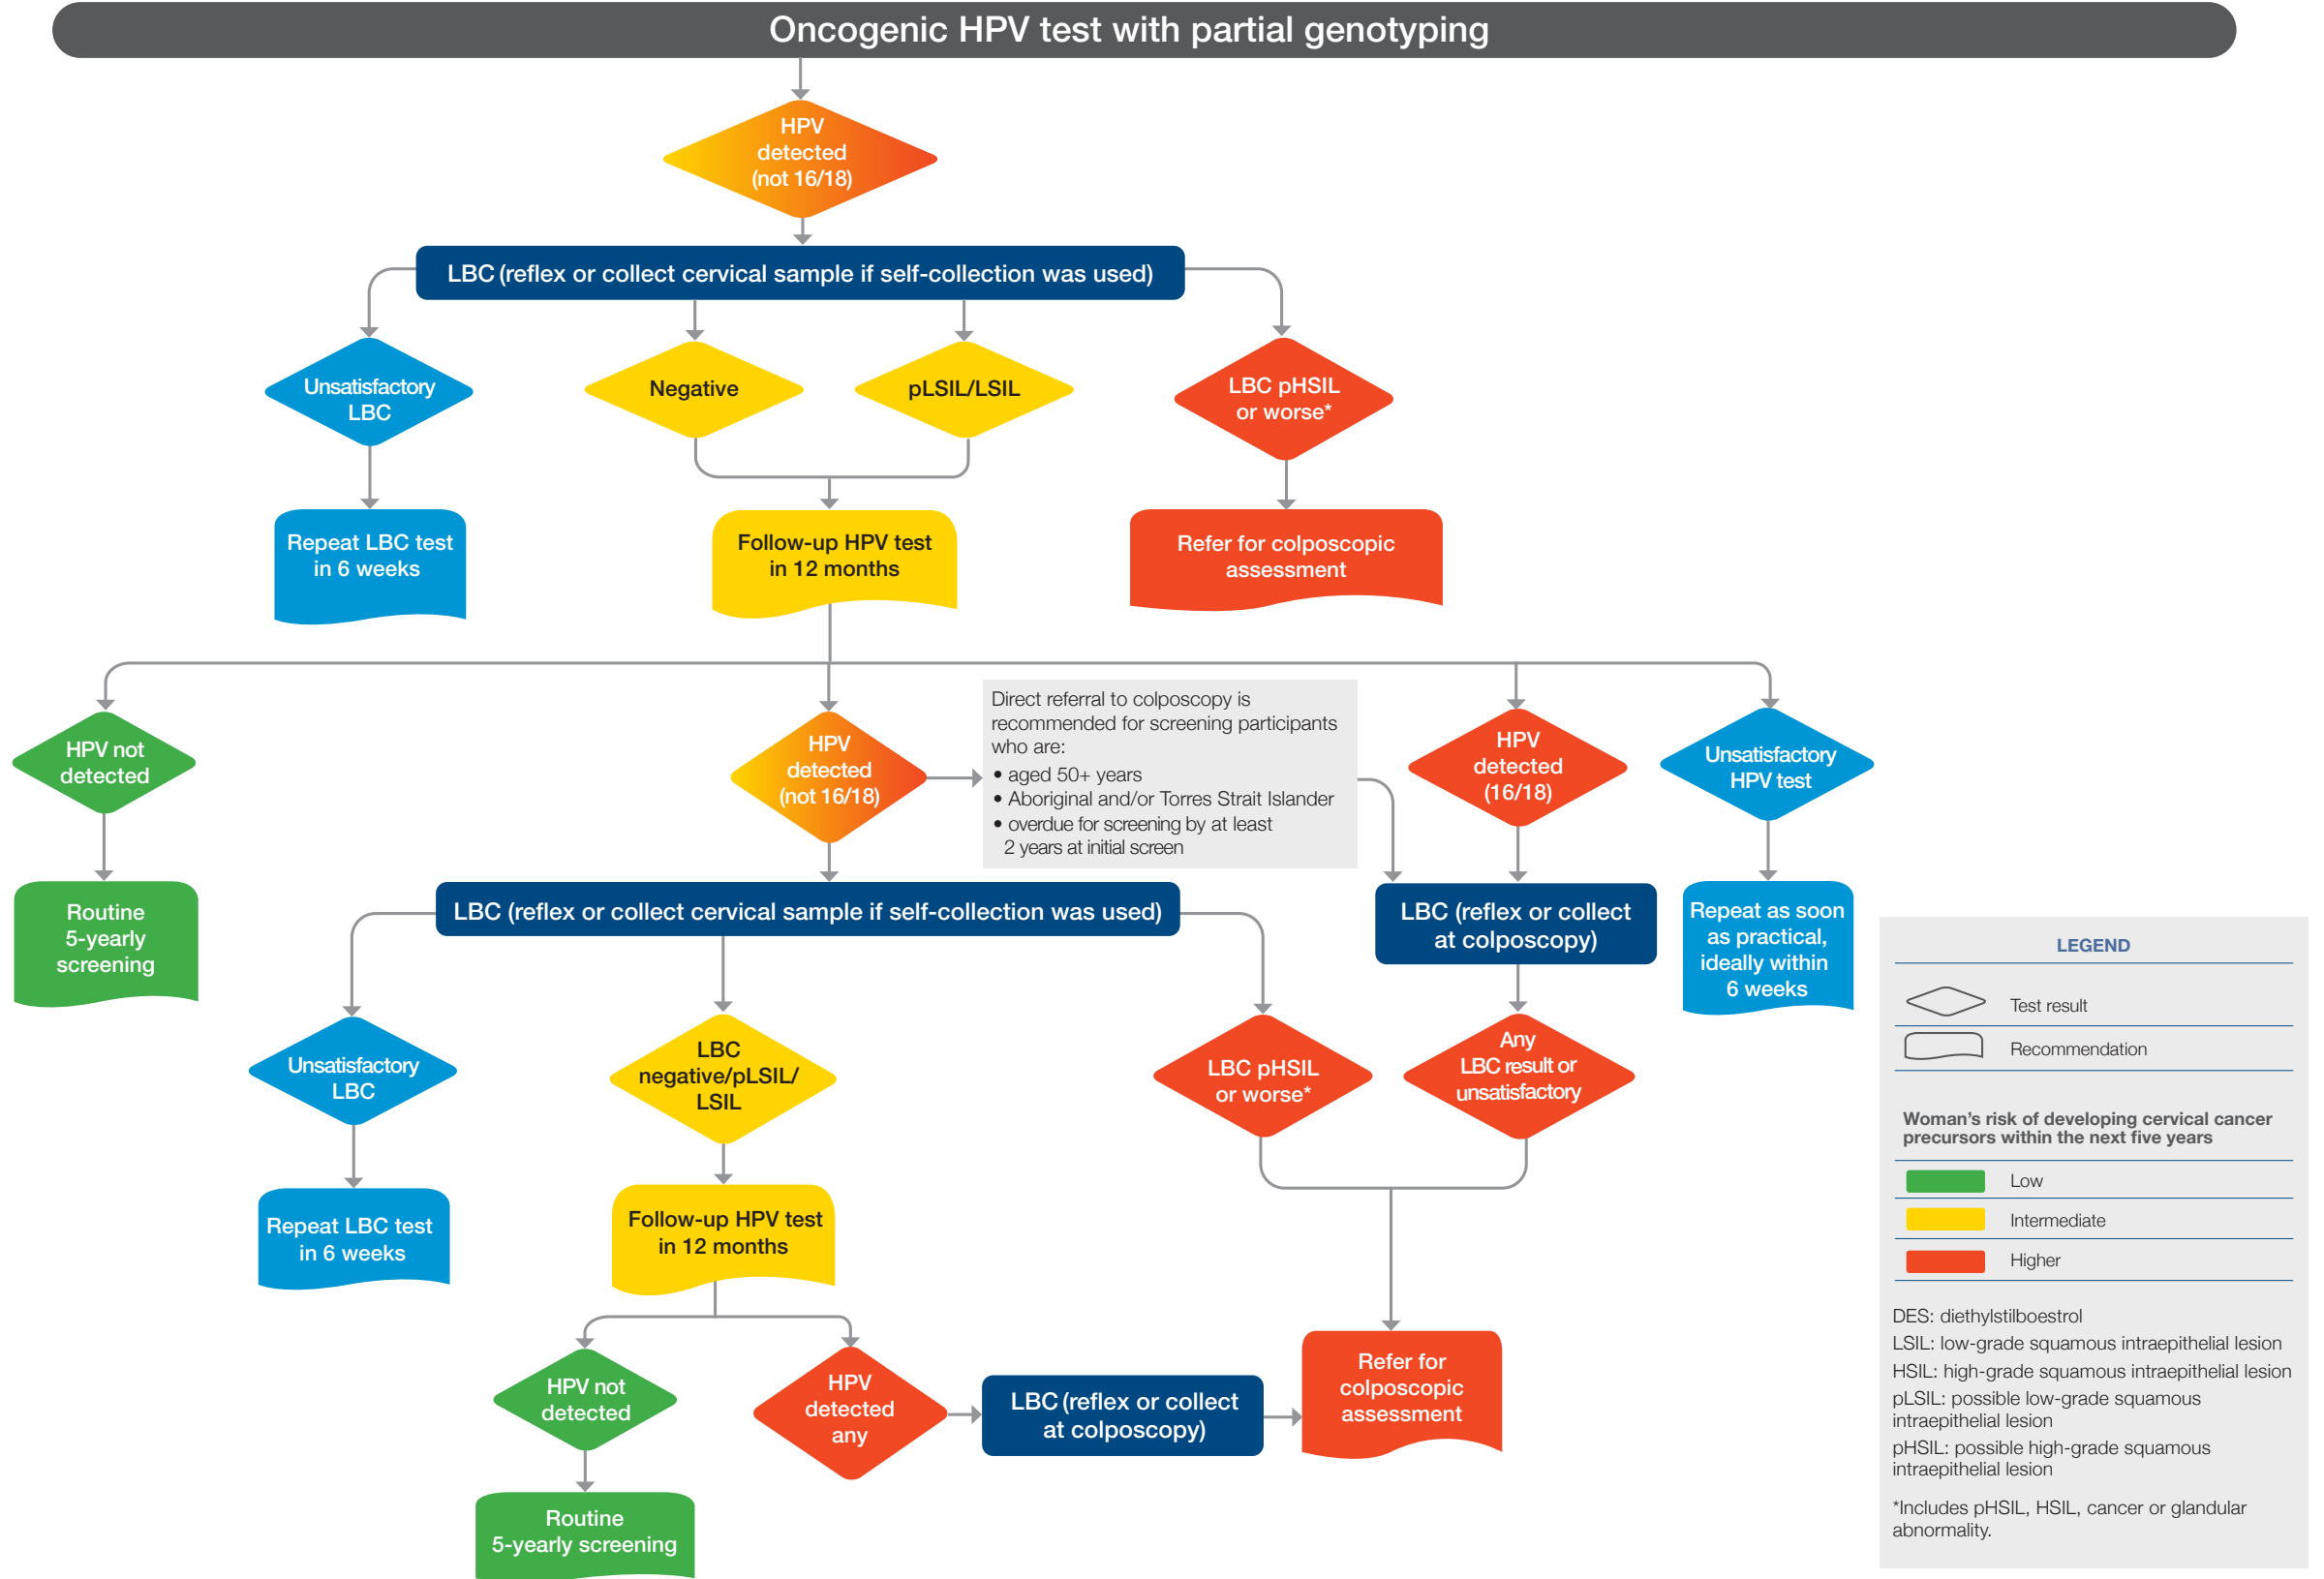 Oncogenic HPV test with partial genotyping
HPV
detected
(not 16/18)
LBC (reflex or collect cervical sample if self-collection was used)
Unsatisfactory
LBC
Negative
pLSIL/LSIL
LBC pHSIL
or worse*
Repeat LBC test
in 6 weeks
Follow-up HPV test
in 12 months
Refer for colposcopic
assessment
HPV not
detected
HPV
detected
(not 16/18)
Direct referral to colposcopy is
recommended for screening participants
who are:
• aged 50+ years
• Aboriginal and/or Torres Strait Islander
• overdue for screening by at least
2 years at initial screen
HPV
detected
(16/18)
Unsatisfactory
HPV test
Routine
5-yearly
screening
LBC (reflex or collect cervical sample if self-collection was used)
LBC (reflex or collect
at colposcopy)
Repeat as soon
as practical,
ideally within
6 weeks
Unsatisfactory
LBC
LBC
negative/pLSIL/
LSIL
LBC pHSIL
or worse*
Any
LBC result or
unsatisfactory
Repeat LBC test
in 6 weeks
Follow-up HPV test
in 12 months
HPV not
detected
HPV
detected
any
LBC (reflex or collect
at colposcopy)
Refer for
colposcopic
assessment
Routine
5-yearly screening
LEGEND
Test result
Recommendation
Woman's risk of developing cervical cancer
precursors within the next five years
Low
Intermediate
Higher
DES: diethylstilboestrol
LSIL: low-grade squamous intraepithelial lesion
HSIL: high-grade squamous intraepithelial lesion
pLSIL: possible low-grade squamous
intraepithelial lesion
pHSIL: possible high-grade squamous
intraepithelial lesion
*Includes pHSIL, HSIL, cancer or glandular
abnormality.